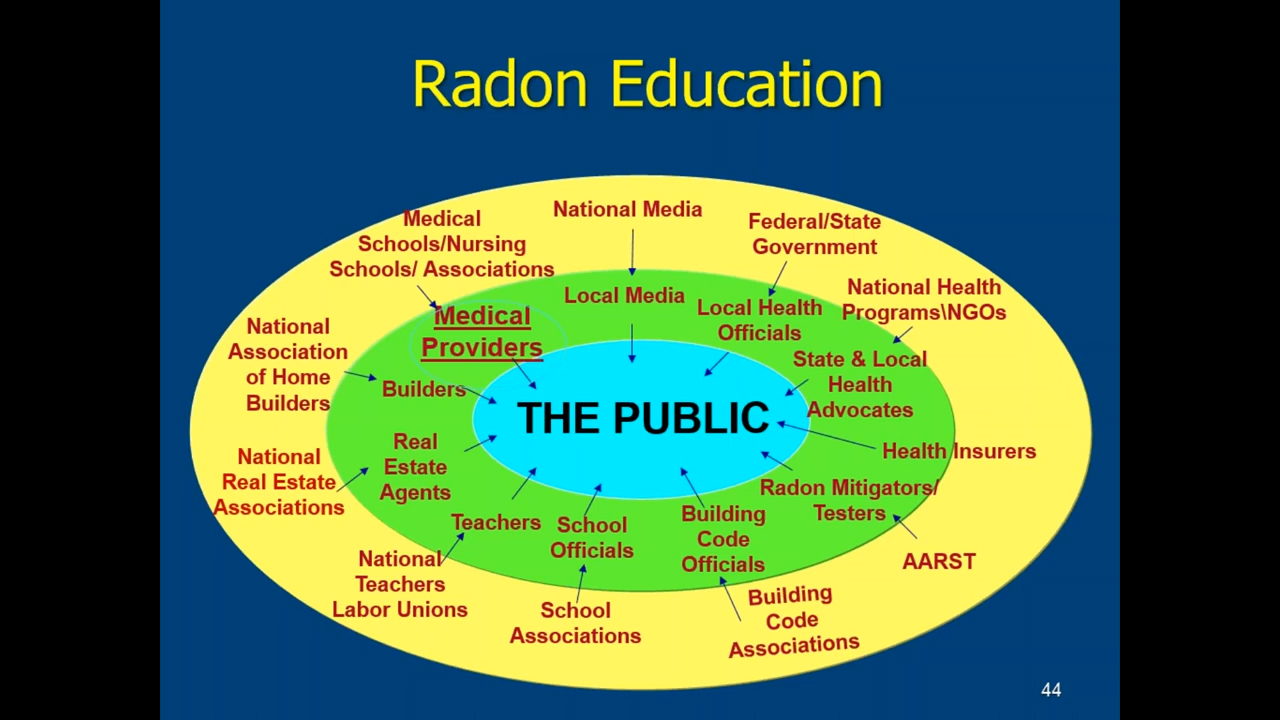 Radon Education
National Media
Medical
Schools/Nursing
Schools/ Associations
Federal/State
Government
National Health
Programs\NGOs
Local Media
Local Health
Officials
Medical
Providers
National
Association
of Home
Builders
State & Local
Health
Advocates
Builders
THE PUBLIC
Real
Estate
Agents
Health Insurers
National
Real Estate
Associations
Radon Mitigators/
Testers
Teachers
School
Officials
Building
Code
Officials
AARST
National
Teachers
Labor Unions
School
Associations
Building
Code
Associations
44